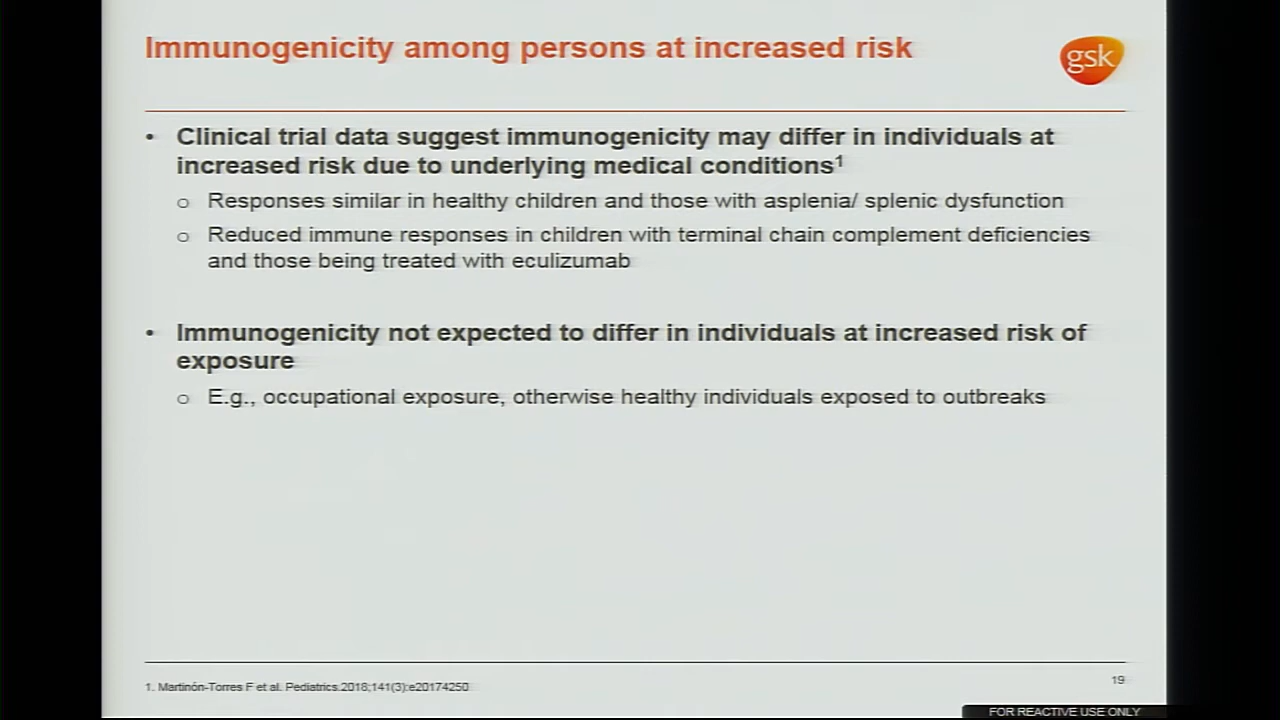 Immunogenicity among persons at increased risk
gsk
• Clinical trial data suggest immunogenicity may differ in individuals at
increased risk due to underlying medical conditions¹
o Responses similar in healthy children and those with asplenia/ splenic dysfunction
o Reduced immune responses in children with terminal chain complement deficiencies
and those being treated with eculizumab
• Immunogenicity not expected to differ in individuals at increased risk of
exposure
o E.g., occupational exposure, otherwise healthy individuals exposed to outbreaks
1. Martinón-Torres F et al. Pediatrics.2018;141(3):e20174250
19
FOR REACTIVE USE ONLY